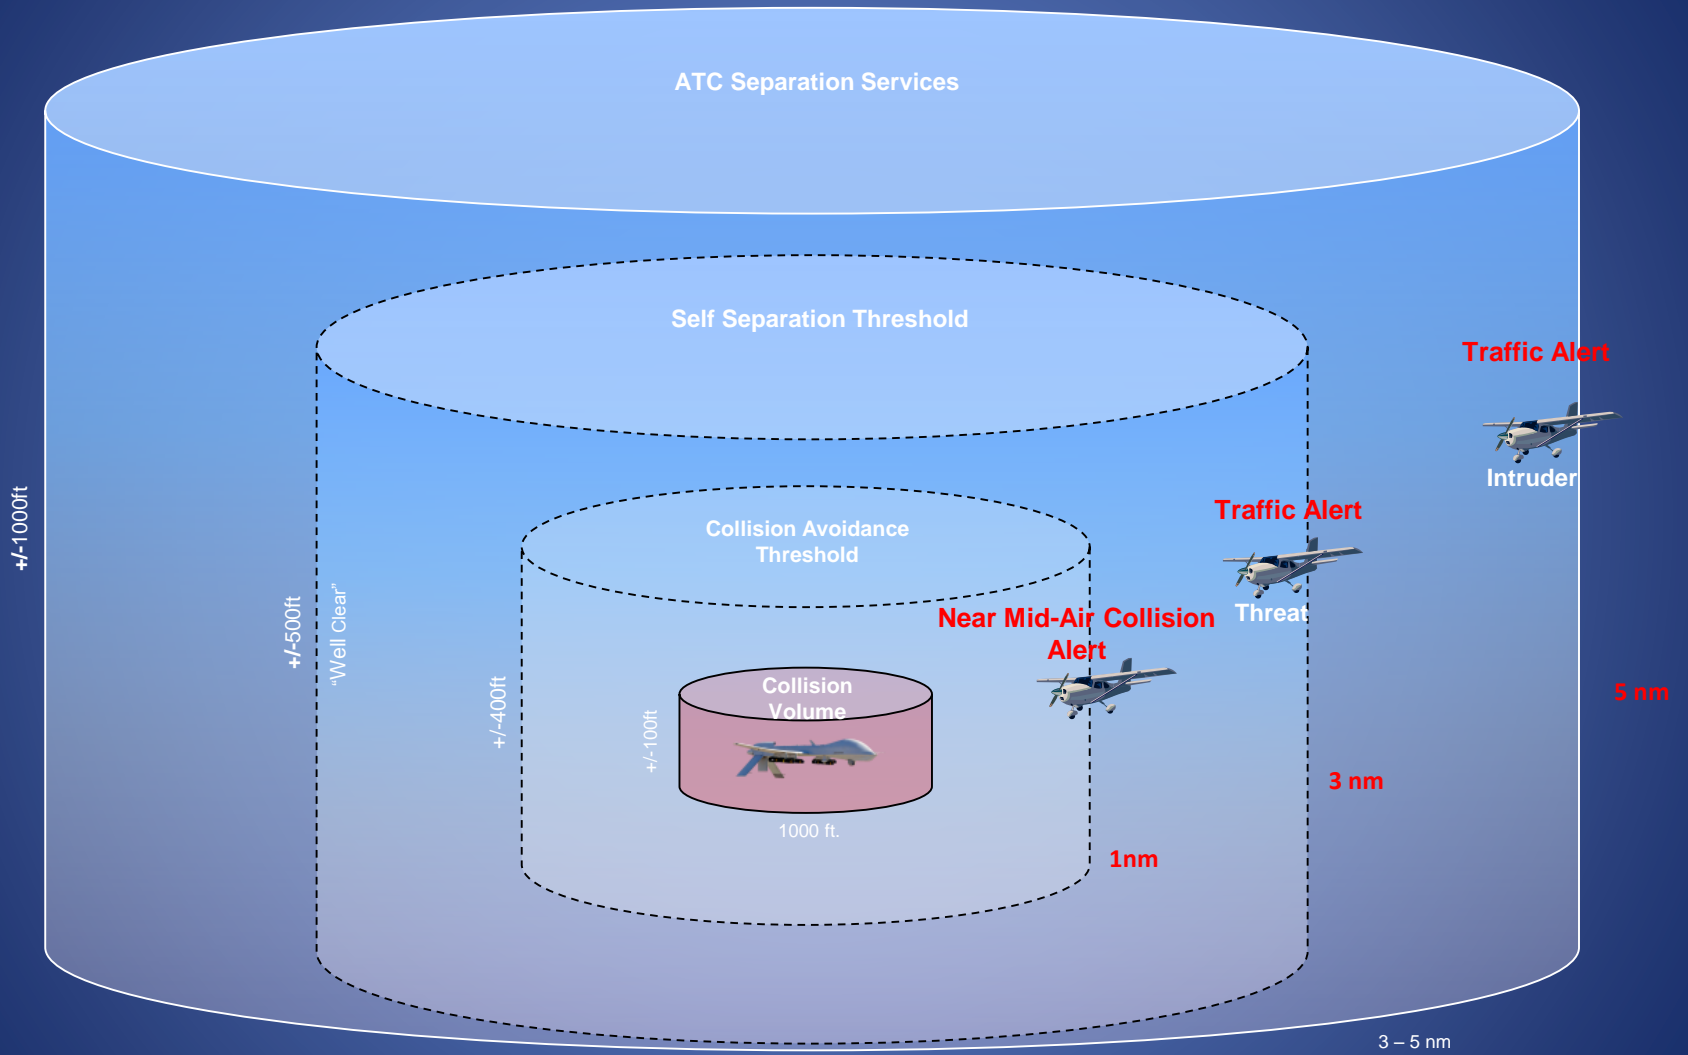 ATC Separation Services
Self Separation Threshold
Traffic Alert
Intruder
Traffic Alert
Threat
Collision Avoidance
Threshold
Near Mid-Air Collision
Alert
Collision
Volume
+/-1000ft
+/-500ft
“Well Clear”
+/-400ft
+/-100ft
1000 ft.
5 nm
3 nm
1nm
3 – 5 nm